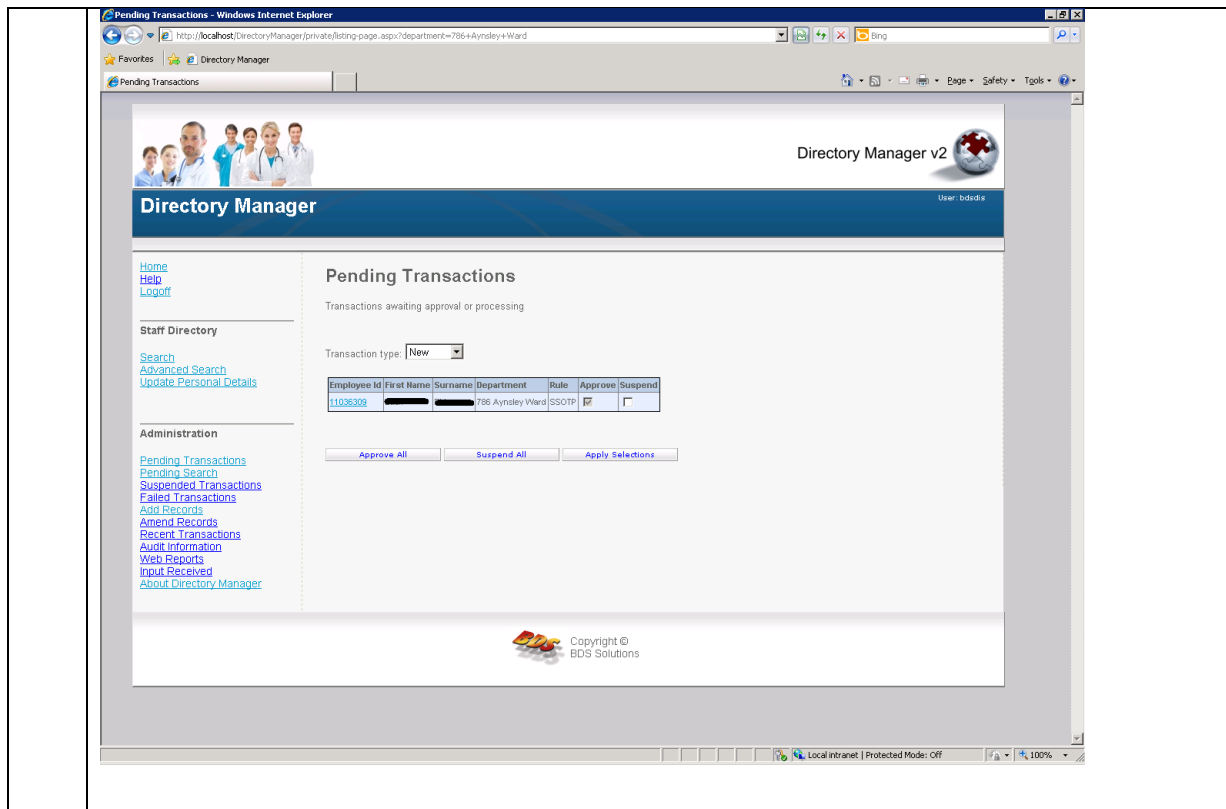 Pending Transactions - Windows Internet Explorer
http://localhost/DirectoryManager/private/listing-page.aspx?department=786+Aynsley+Ward
Bing
Favorites Directory Manager
Pending Transactions
Page Safety Tools
Directory Manager v2
Directory Manager
User: bdsdis
Home
Help
Logoff
Staff Directory
Search
Advanced Search
Update Personal Details
Administration
Pending Transactions
Pending Search
Suspended Transactions
Failed Transactions
Add Records
Amend Records
Recent Transactions
Audit Information
Web Reports
Input Received
About Directory Manager
Pending Transactions
Transactions awaiting approval or processing
Transaction type: New
Employee Id First Name Surname Department Rule Approve Suspend
11036309 786 Aynsley Ward SSOTP
Approve All Suspend All Apply Selections
BDS
Copyright ©
BDS Solutions
Local intranet | Protected Mode: Off
100%